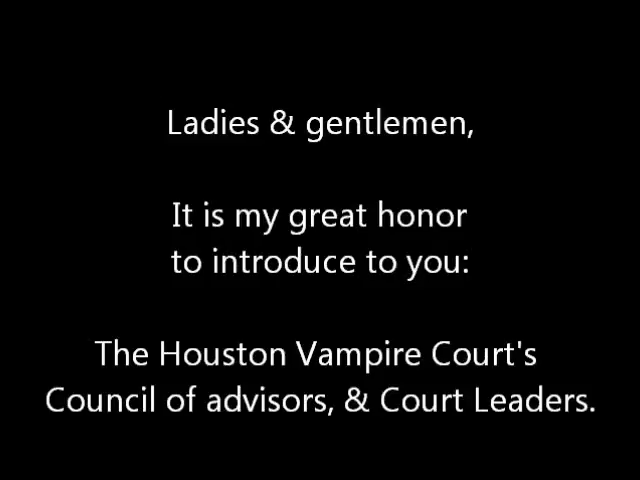 Ladies & gentlemen,
It is my great honor
to introduce to you:
The Houston Vampire Court's
Council of advisors, & Court Leaders.